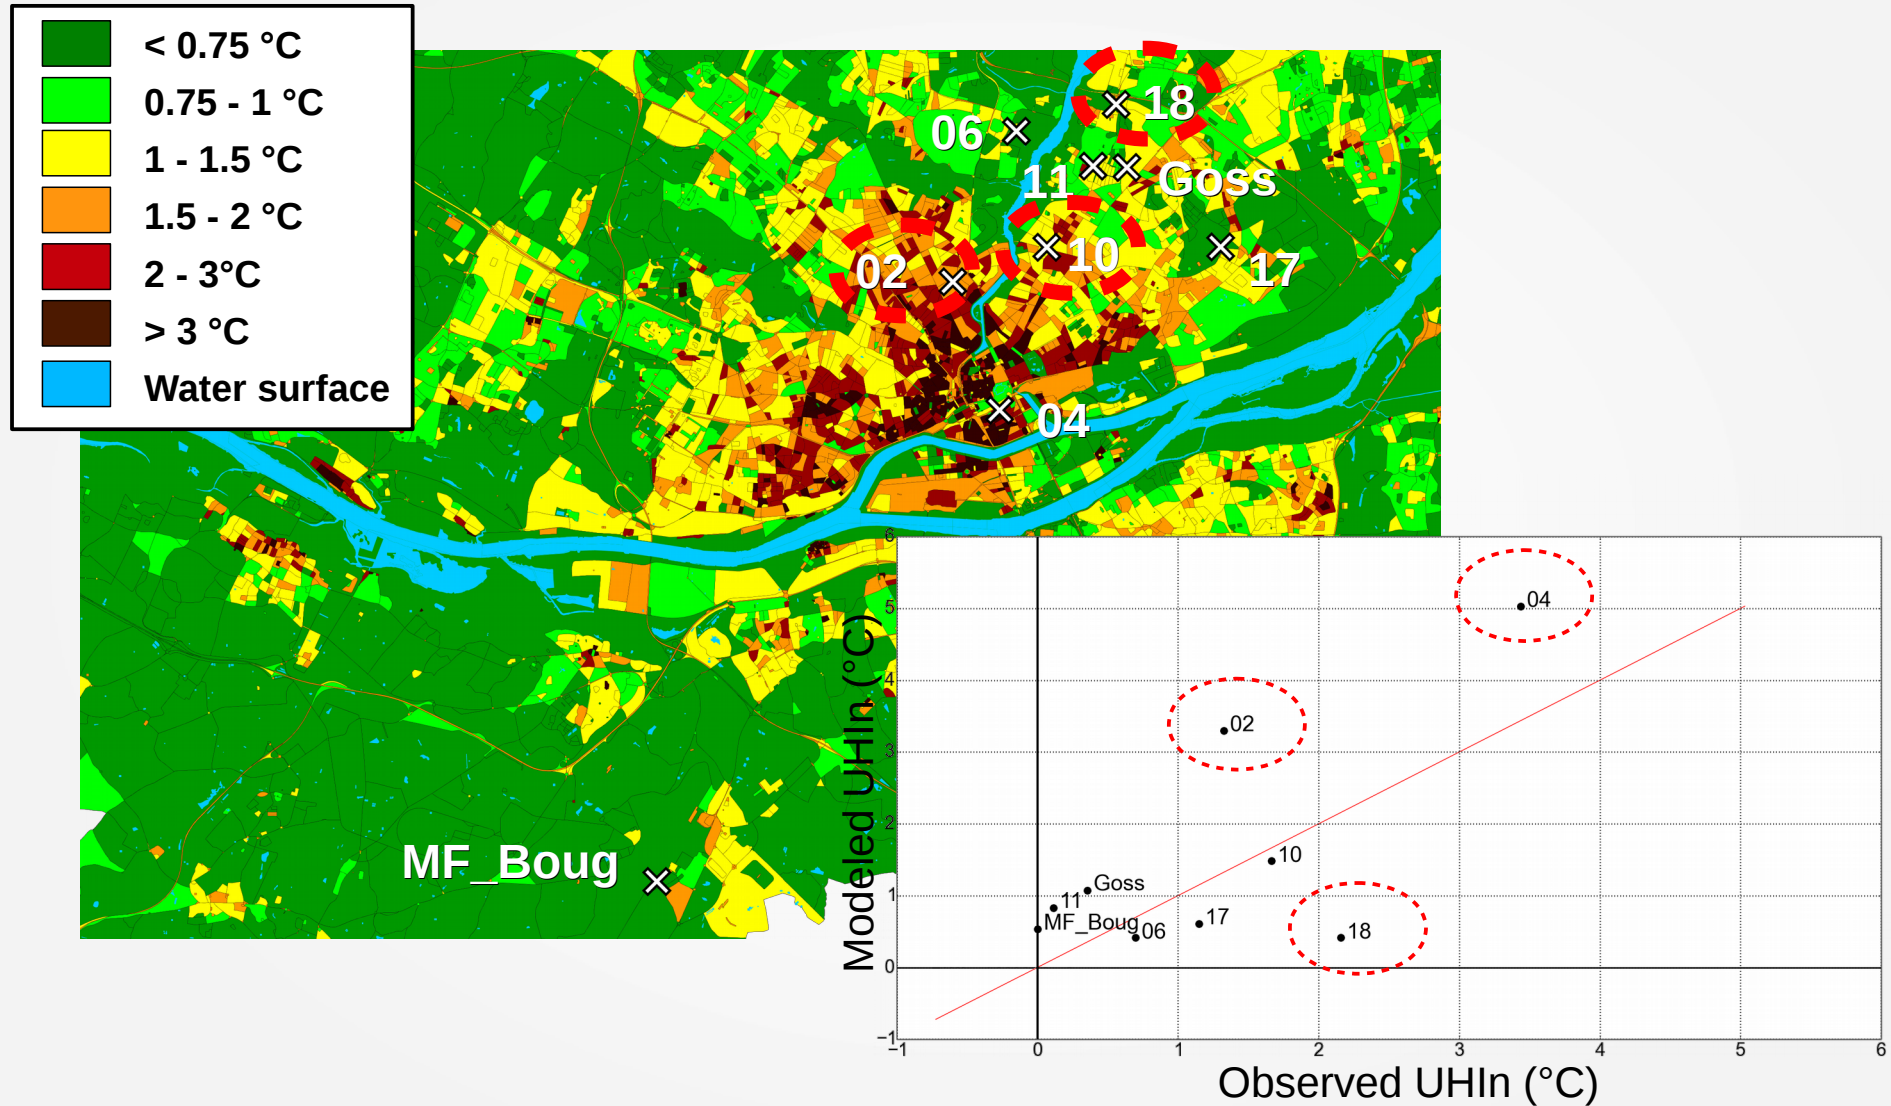 < 0.75 °C
0.75 - 1 °C
1 - 1.5 °C
1.5 - 2 °C
2 - 3°C
> 3 °C
Water surface
18
06
11
Goss
10
02
17
04
MF_Boug
6
5
4
3
2
1
0
−1
Modeled UHIn (°C)
04
02
10
Goss
11
MF_Boug
06
17
18
−1 0 1 2 3 4 5 6
Observed UHIn (°C)